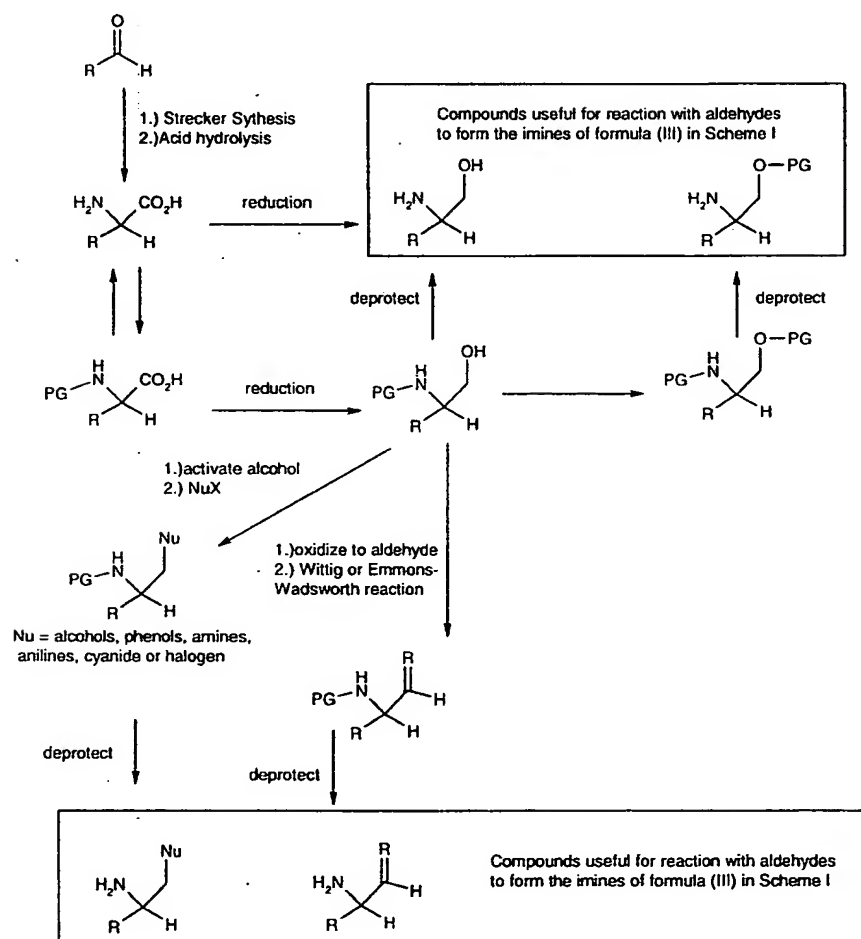 O
R H
1.) Strecker Sythesis
2.)Acid hydrolysis
Compounds useful for reaction with aldehydes
to form the imines of formula (III) in Scheme I
OH
O-PG
H₂N CO₂H
reduction
H₂N
H₂N
R H
R H
R H
deprotect
deprotect
OH
O-PG
H
PG-N CO₂H
reduction
H
PG-N
H
PG-N
R H
R H
R H
1.)activate alcohol
2.) NuX
Nu
H
PG-N
1.)oxidize to aldehyde
2.) Wittig or Emmons-
Wadsworth reaction
R H
Nu = alcohols, phenols, amines,
anilines, cyanide or halogen
R
H
PG-N H
R H
deprotect
deprotect
Nu
R
Compounds useful for reaction with aldehydes
to form the imines of formula (III) in Scheme I
H₂N
H₂N H
R H
R H